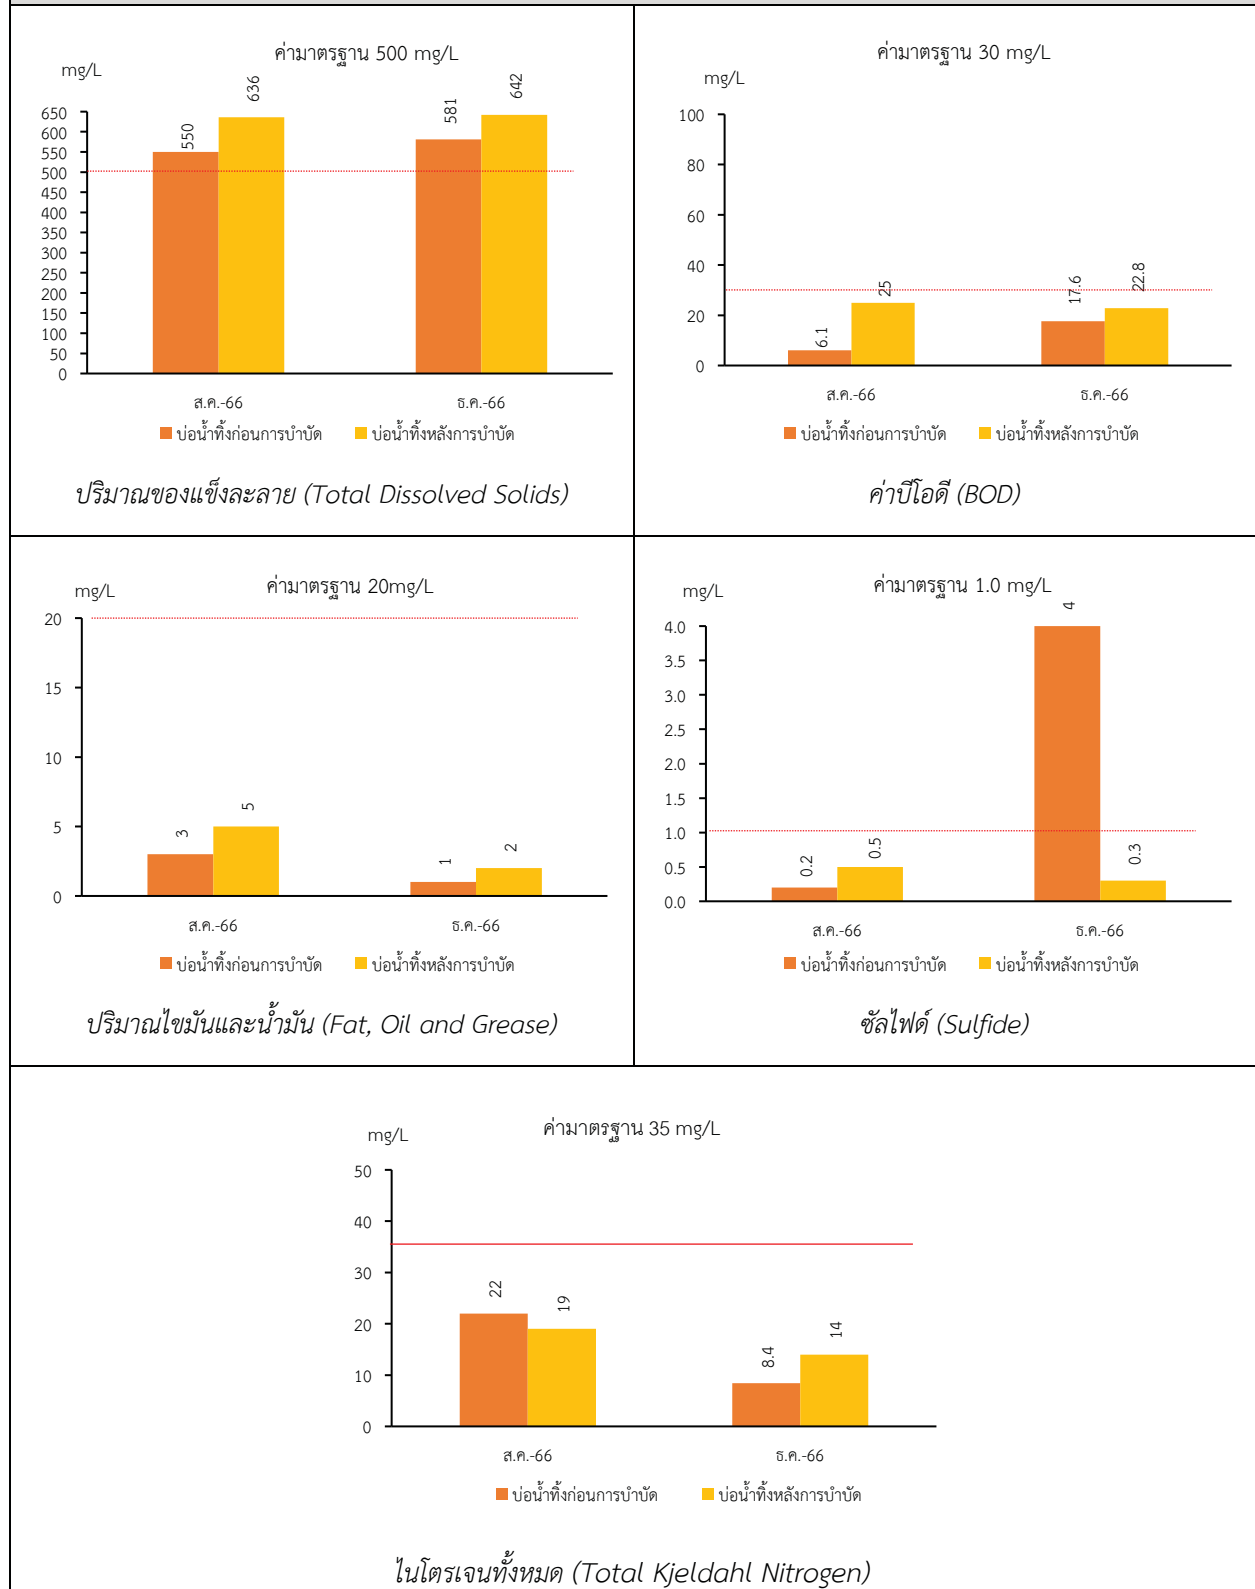 ค่ามาตรฐาน 500 mg/L
mg/L
650
600
550
500
450
400
350
300
250
200
150
100
50
0
550
636
581
642
ส.ค.-66
ธ.ค.-66
บ่อน้ำทิ้งก่อนการบำบัด
บ่อน้ำทิ้งหลังการบำบัด
ปริมาณของแข็งละลาย (Total Dissolved Solids)
ค่ามาตรฐาน 30 mg/L
mg/L
100
80
60
40
20
0
6.1
25
17.6
22.8
ส.ค.-66
ธ.ค.-66
บ่อน้ำทิ้งก่อนการบำบัด
บ่อน้ำทิ้งหลังการบำบัด
ค่าบีโอดี (BOD)
ค่ามาตรฐาน 20mg/L
mg/L
20
15
10
5
0
3
5
1
2
ส.ค.-66
ธ.ค.-66
บ่อน้ำทิ้งก่อนการบำบัด
บ่อน้ำทิ้งหลังการบำบัด
ปริมาณไขมันและน้ำมัน (Fat, Oil and Grease)
ค่ามาตรฐาน 1.0 mg/L
mg/L
4.0
3.5
3.0
2.5
2.0
1.5
1.0
0.5
0.0
0.2
0.5
4
0.3
ส.ค.-66
ธ.ค.-66
บ่อน้ำทิ้งก่อนการบำบัด
บ่อน้ำทิ้งหลังการบำบัด
ซัลไฟด์ (Sulfide)
ค่ามาตรฐาน 35 mg/L
mg/L
50
40
30
20
10
0
22
19
8.4
14
ส.ค.-66
ธ.ค.-66
บ่อน้ำทิ้งก่อนการบำบัด
บ่อน้ำทิ้งหลังการบำบัด
ไนโตรเจนทั้งหมด (Total Kjeldahl Nitrogen)